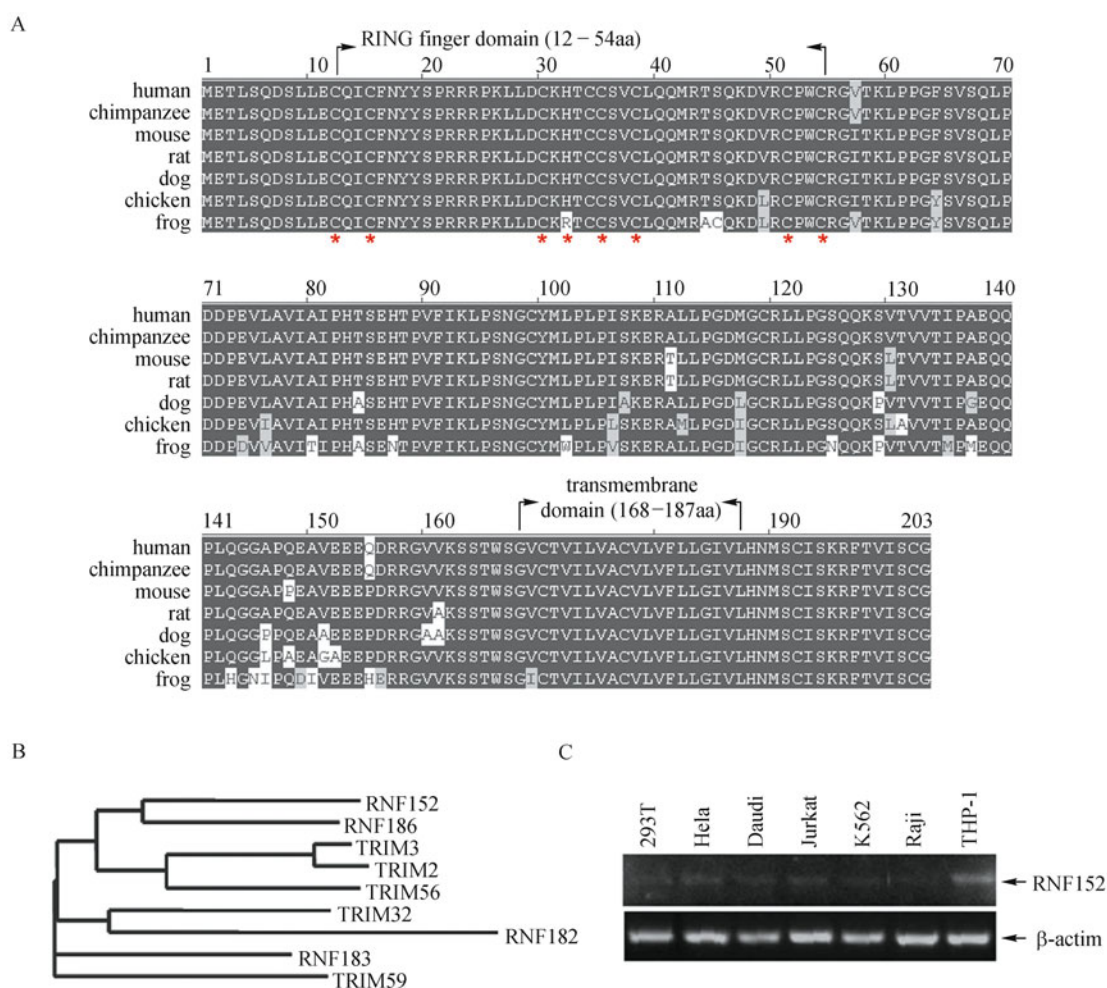 A
RING finger domain (12 – 54aa)
1 10 20 30 40 50 60 70
human METLSQDSLLECQICFNYYSPRRRPKLLDCKHTCCSVCLQQMRTSQKDVRCPWCRGVTKLPPGFSVSQLP
chimpanzee METLSQDSLLECQICFNYYSPRRRPKLLDCKHTCCSVCLQQMRTSQKDVRCPWCRGVTKLPPGFSVSQLP
mouse METLSQDSLLECQICFNYYSPRRRPKLLDCKHTCCSVCLQQMRTSQKDVRCPWCRGITKLPPGFSVSQLP
rat METLSQDSLLECQICFNYYSPRRRPKLLDCKHTCCSVCLQQMRTSQKDVRCPWCRGITKLPPGFSVSQLP
dog METLSQDSLLECQICFNYYSPRRRPKLLDCKHTCCSVCLQQMRTSQKDVRCPWCRGITKLPPGFSVSQLP
chicken METLSQDSLLECQICFNYYSPRRRPKLLDCKHTCCSVCLQQMRTSQKDLRCPWCRGITKLPPGYSVSQLP
frog METLSQDSLLECQICFNYYSPRRRPKLLDCKRTCCSVCLQQMRACQKDLRCPWCRGVTKLPPGYSVSQLP
* * * * * * * *
71 80 90 100 110 120 130 140
human DDPEVLAVIAIPHTSEHTPVFIKLPSNGCYMLPLPISKERALLPGDMGCRLLPGSQQKSVTVVTIPAEQQ
chimpanzee DDPEVLAVIAIPHTSEHTPVFIKLPSNGCYMLPLPISKERALLPGDMGCRLLPGSQQKSVTVVTIPAEQQ
mouse DDPEVLAVIAIPHTSEHTPVFIKLPSNGCYMLPLPISKERTLLPGDMGCRLLPGSQQKSLTVVTIPAEQQ
rat DDPEVLAVIAIPHTSEHTPVFIKLPSNGCYMLPLPISKERTLLPGDMGCRLLPGSQQKSLTVVTIPAEQQ
dog DDPEVLAVIAIPHASEHTPVFIKLPSNGCYMLPLPIAKERALLPGDLGCRLLPGSQQKPVTVVTIPGEQQ
chicken DDPEVIAVIAIPHTSEHTPVFIKLPSNGCYMLPLPLSKERAMLPGDIGCRLLPGSQQKSLAVVTIPAEQQ
frog DDPDVVAVITIPHASENTPVFIKLPSNGCYMWPLPVSKERALLPGDIGCRLLPGNQQKPVTVVTMPMEQQ
transmembrane
domain (168–187aa)
141 150 160 190 203
human PLQGGAPQEAVEEEQDRRGVVKSSTWSGVCTVILVACVLVFLLGIVLHNMSCISKRFTVISCG
chimpanzee PLQGGAPQEAVEEEQDRRGVVKSSTWSGVCTVILVACVLVFLLGIVLHNMSCISKRFTVISCG
mouse PLQGGAPPEAVEEEPDRRGVVKSSTWSGVCTVILVACVLVFLLGIVLHNMSCISKRFTVISCG
rat PLQGGAPQEAVEEEPDRRGVAKSSTWSGVCTVILVACVLVFLLGIVLHNMSCISKRFTVISCG
dog PLQGGPPQEAAEEEPDRRGAAKSSTWSGVCTVILVACVLVFLLGIVLHNMSCISKRFTVISCG
chicken PLQGGLPAEAGAEEPDRRGVVKSSTWSGVCTVILVACVLVFLLGIVLHNMSCISKRFTVISCG
frog PLHGNIPQDIVEEEHERRGVVKSSTWSGICTVILVACVLVFLLGIVLHNMSCISKRFTVISCG
B
RNF152
RNF186
TRIM3
TRIM2
TRIM56
TRIM32
RNF182
RNF183
TRIM59
C
293T Hela Daudi Jurkat K562 Raji THP-1
RNF152
β-actim